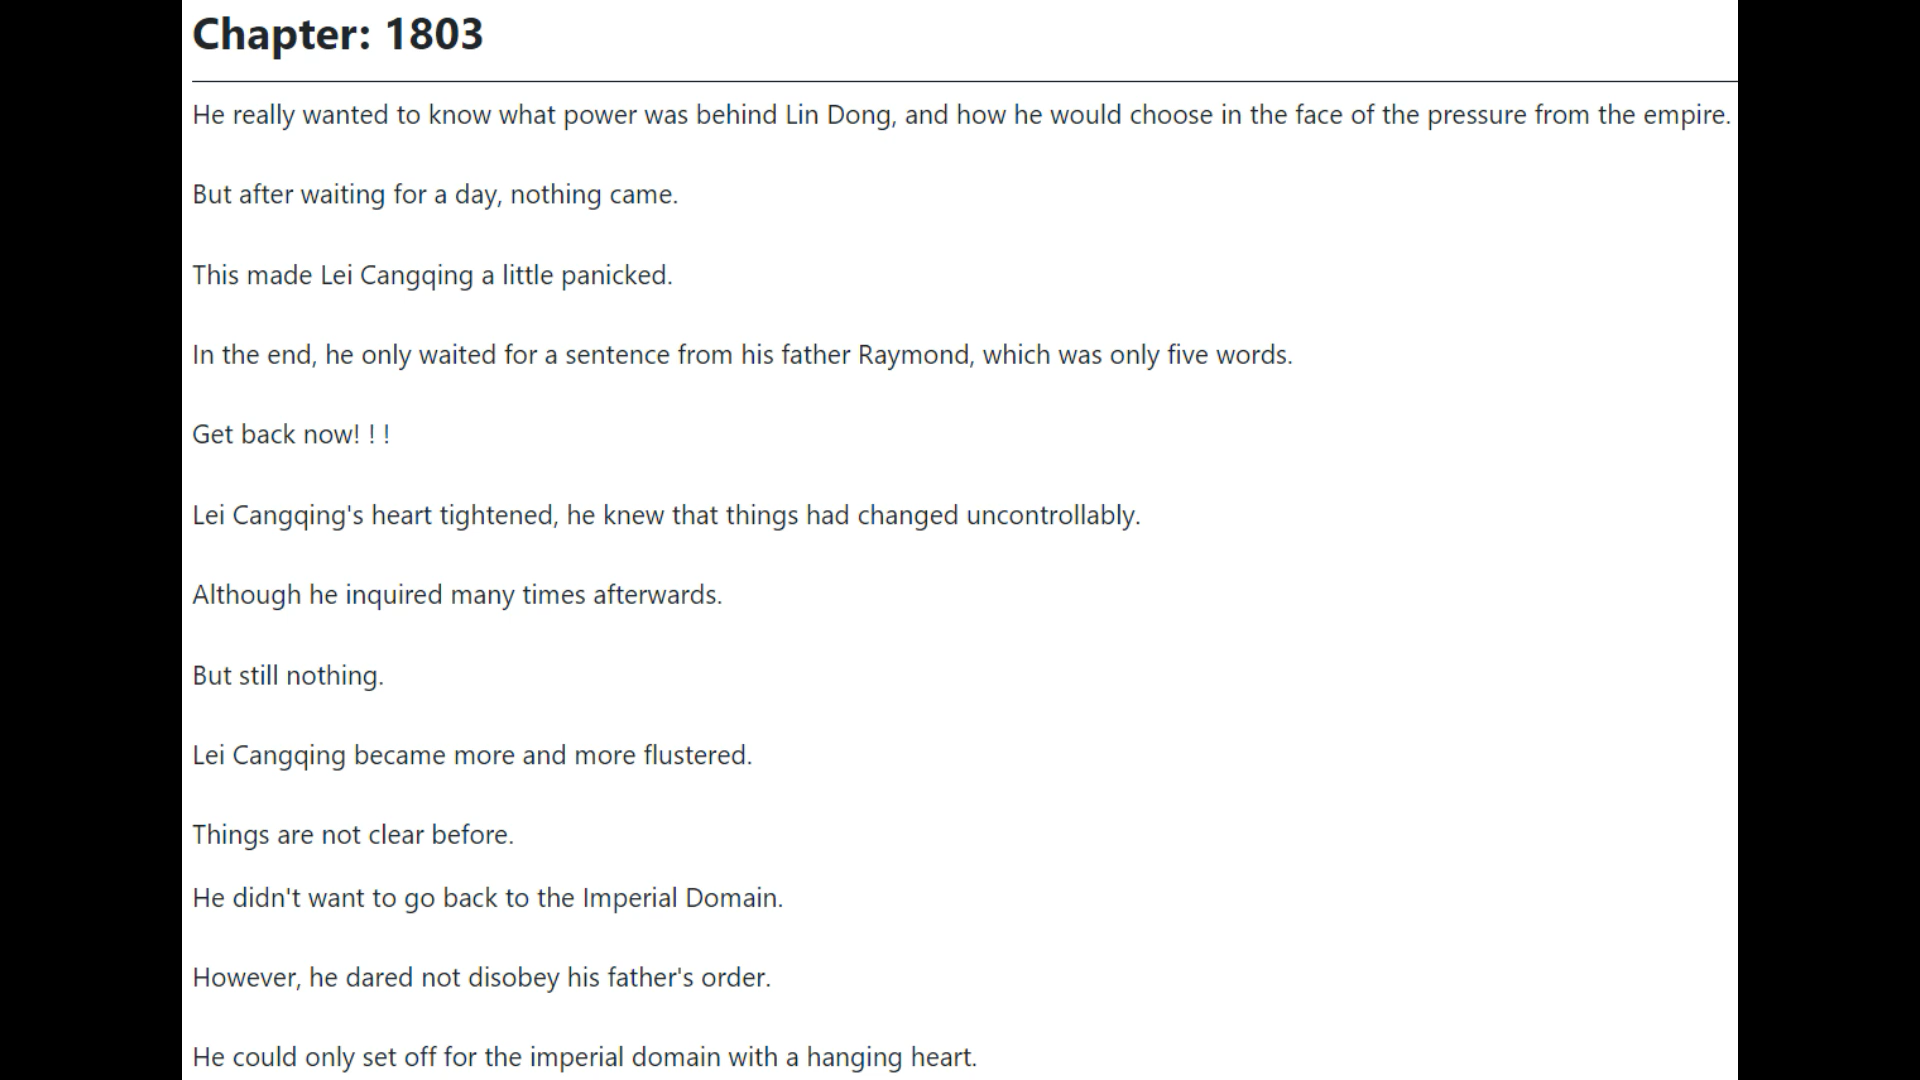 Chapter: 1803
He really wanted to know what power was behind Lin Dong, and how he would choose in the face of the pressure from the empire.
But after waiting for a day, nothing came.
This made Lei Cangqing a little panicked.
In the end, he only waited for a sentence from his father Raymond, which was only five words.
Get back now! ! !
Lei Cangqing's heart tightened, he knew that things had changed uncontrollably.
Although he inquired many times afterwards.
But still nothing.
Lei Cangqing became more and more flustered.
Things are not clear before.
He didn't want to go back to the Imperial Domain.
However, he dared not disobey his father's order.
He could only set off for the imperial domain with a hanging heart.